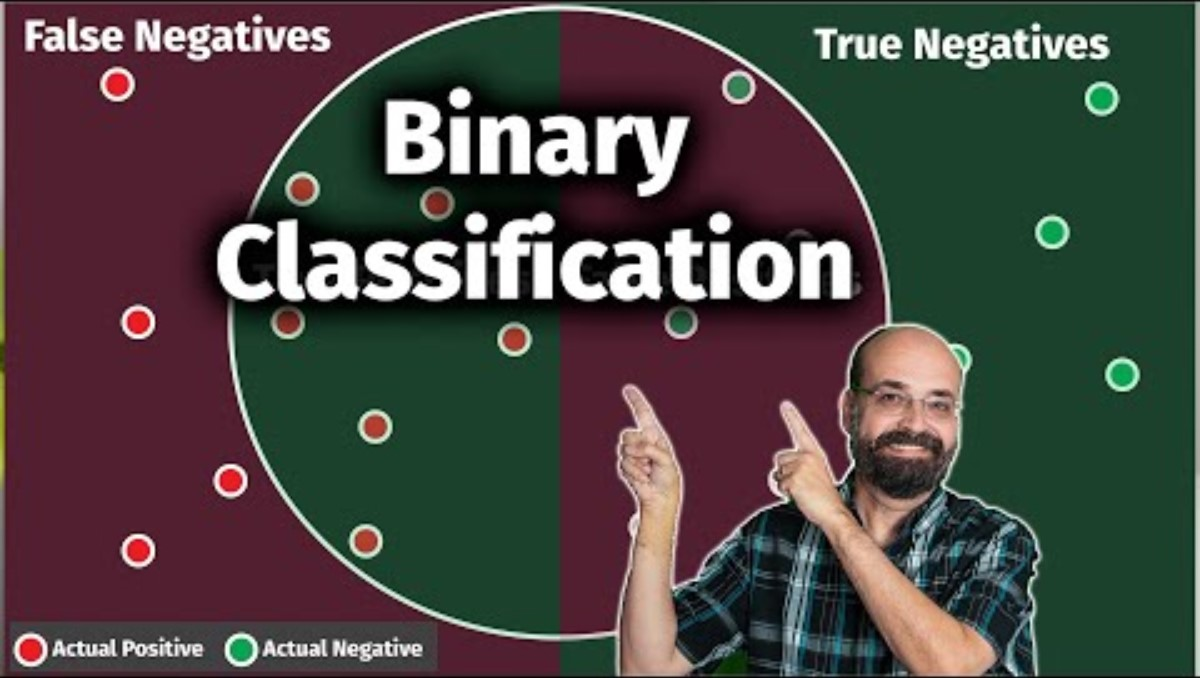 False Negatives
True Negatives
Binary
Classification
Actual Positive
Actual Negative